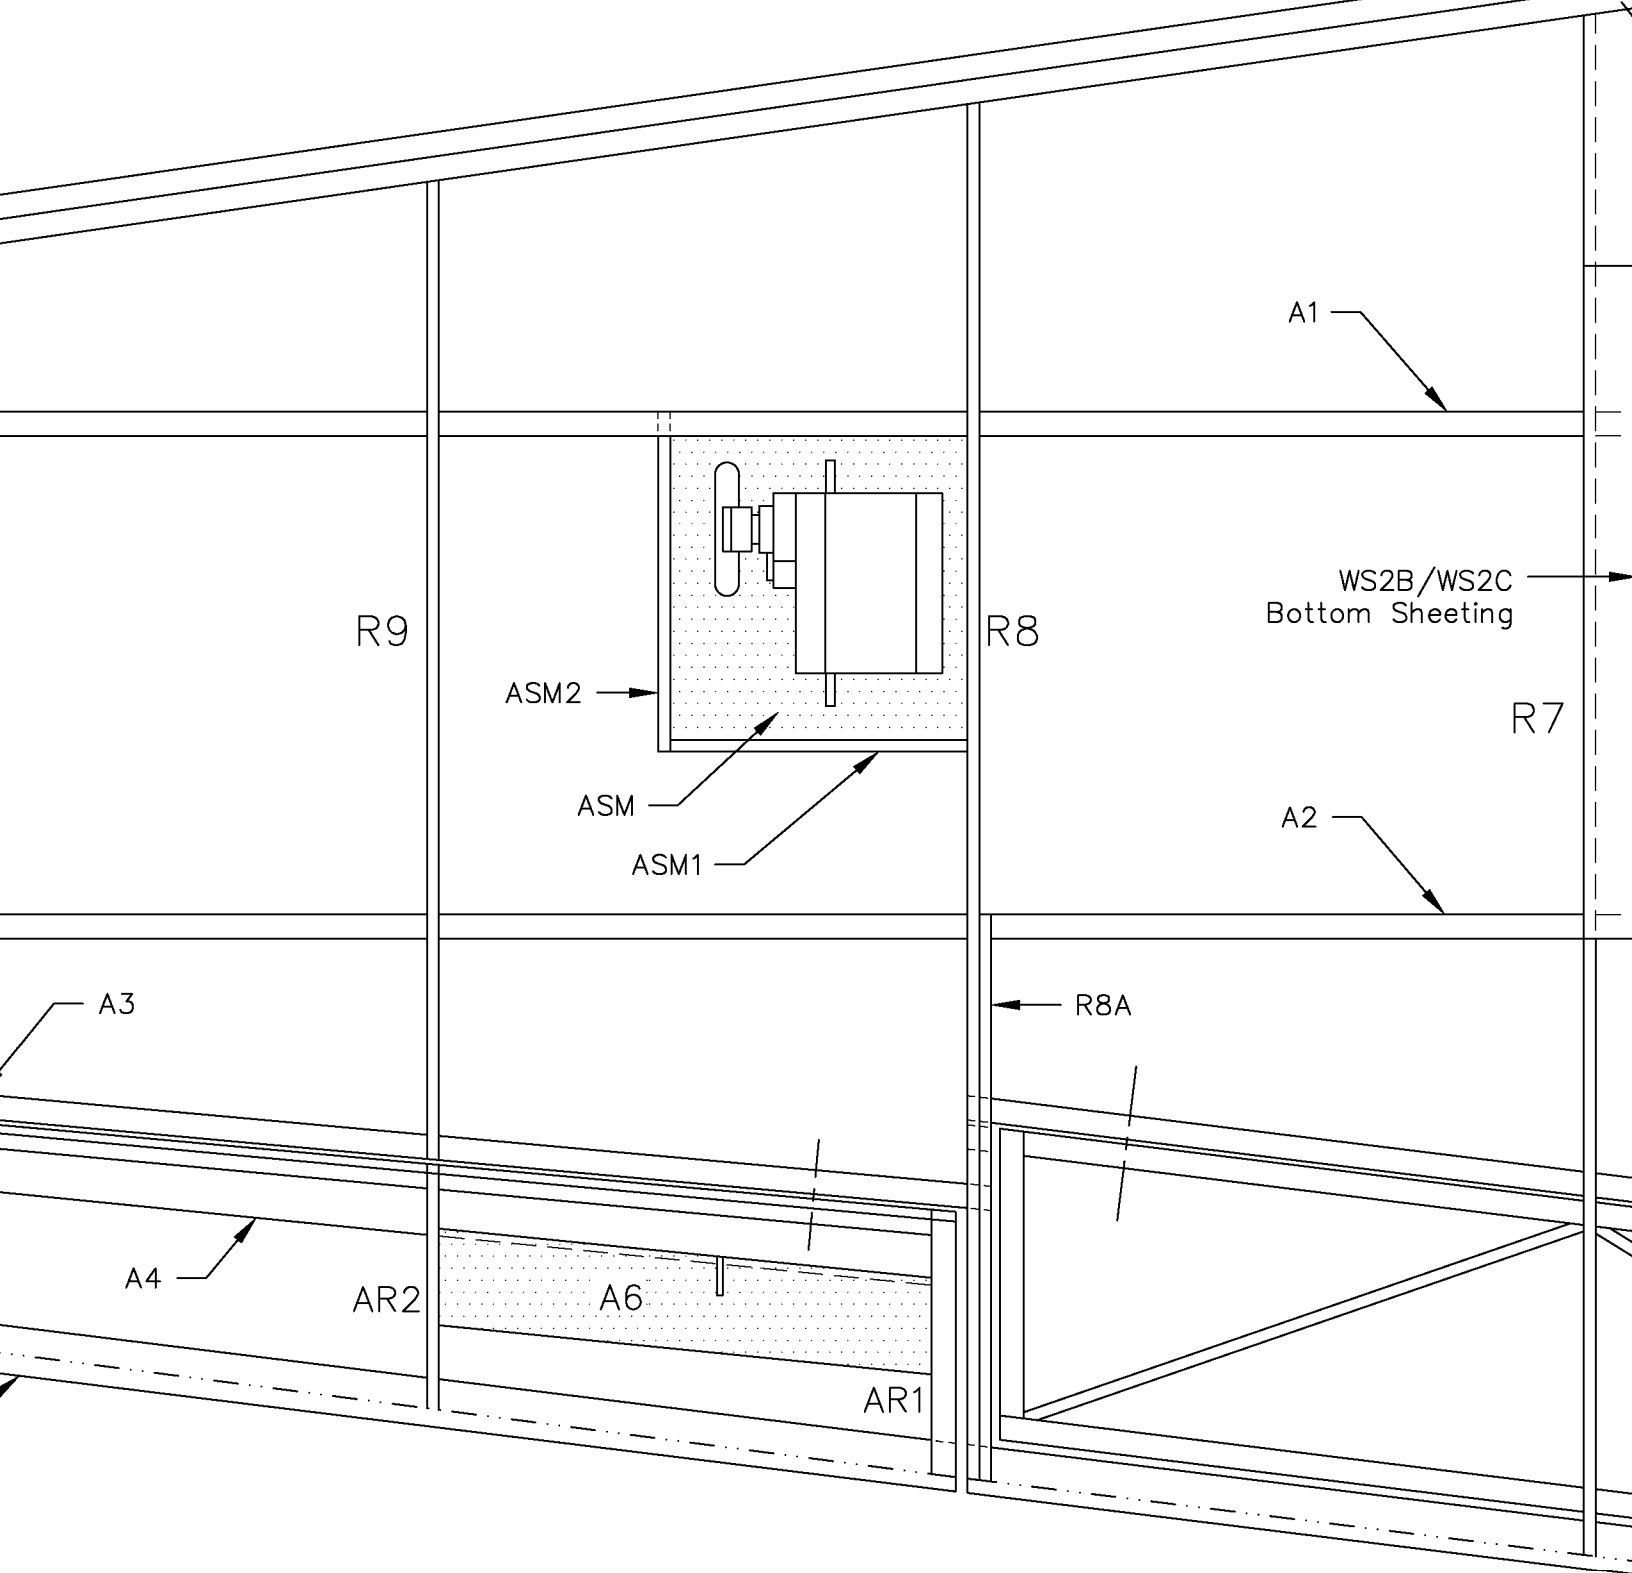 A1
WS2B/WS2C
Bottom Sheeting
R9
R8
ASM2
R7
ASM
A2
ASM1
A3
R8A
A4
AR2
A6
AR1